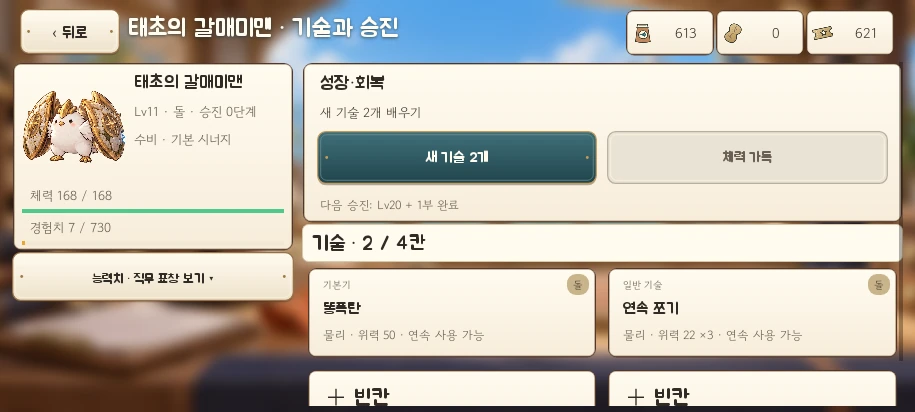 ‹ 뒤로
태초의 갈매미맨 · 기술과 승진
613
0
621
태초의 갈매미맨
Lv11 · 돌 · 승진 0단계
수비 · 기본 시너지
체력 168 / 168
경험치 7 / 730
능력치 · 직무 표창 보기 ▾
성장·회복
새 기술 2개 배우기
새 기술 2개
체력 가득
다음 승진: Lv20 + 1부 완료
기술 · 2 / 4칸
기본기
돌
똥폭탄
물리 · 위력 50 · 연속 사용 가능
일반 기술
돌
연속 쪼기
물리 · 위력 22 ×3 · 연속 사용 가능
+ 빈칸
+ 빈칸